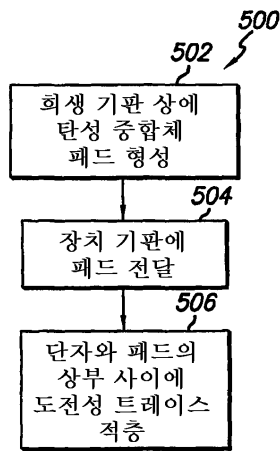 500
502
희생 기판 상에
탄성 중합체
패드 형성
504
장치 기판에
패드 전달
506
단자와 패드의
상부 사이에
도전성 트레이스
적층